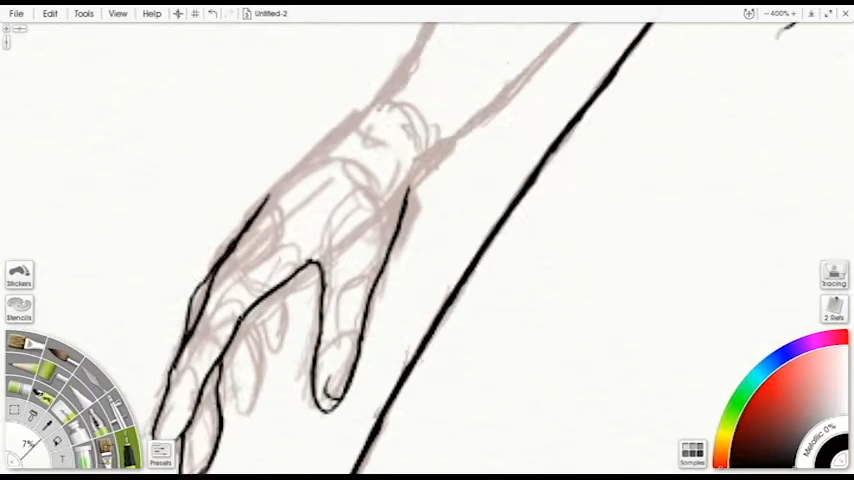 File Edit Tools View Help Untitled-2 400%
Stickers
Tracing
Stencils
2 Refs
7%
T
Presets
Samples
Metallic 0%